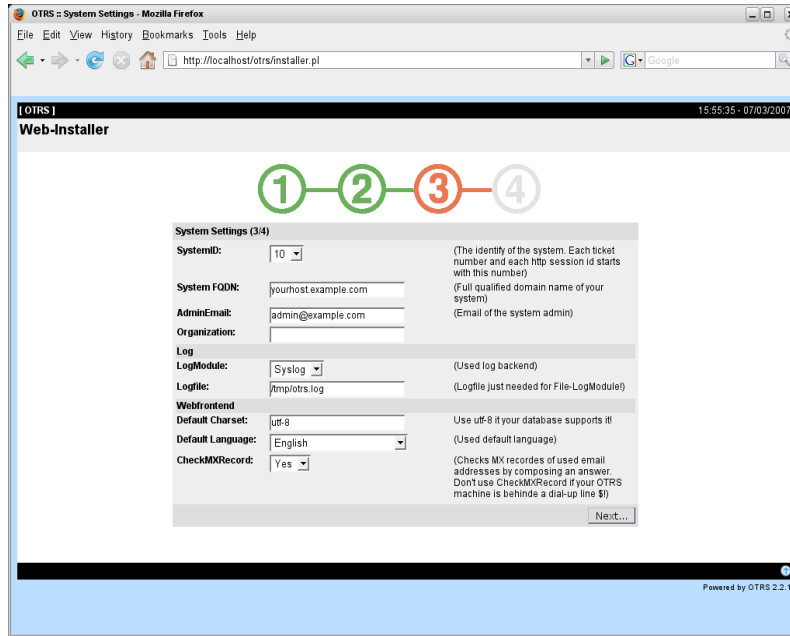 OTRS :: System Settings - Mozilla Firefox
File Edit View History Bookmarks Tools Help
http://localhost/otrs/installer.pl
G Google
[ OTRS ] 15:55:35 - 07/03/2007
Web-Installer
1 2 3 4
System Settings (3/4)
SystemID: 10 (The identify of the system. Each ticket
number and each http session id starts
with this number)
System FQDN: yourhost.example.com (Full qualified domain name of your
system)
AdminEmail: admin@example.com (Email of the system admin)
Organization:
Log
LogModule: Syslog (Used log backend)
Logfile: /tmp/otrs.log (Logfile just needed for File-LogModule!)
Webfrontend
Default Charset: utf-8 Use utf-8 it your database supports it!
Default Language: English (Used default language)
CheckMXRecord: Yes (Checks MX recordes of used email
addresses by composing an answer.
Don't use CheckMXRecord if your OTRS
machine is behinde a dial-up line $!)
Next...
Powered by OTRS 2.2.1